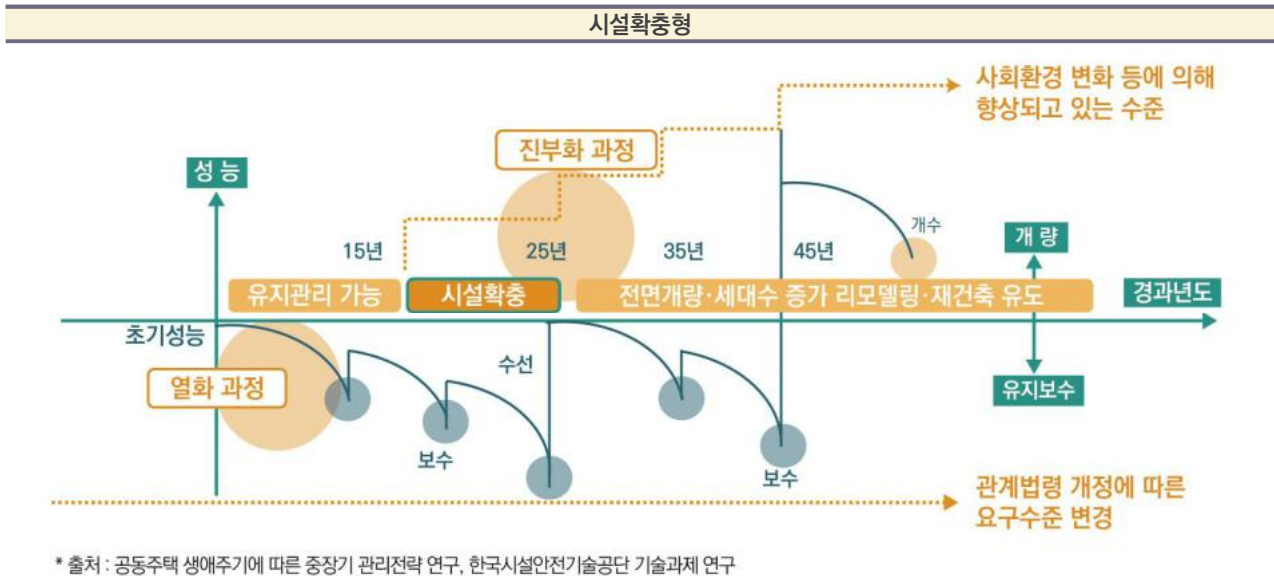 시설확충형
사회환경 변화 등에 의해
향상되고 있는 수준
진부화 과정
성 능
개수
15년
25년
35년
45년
개 량
유지관리 가능
시설확충
전면개량·세대수 증가 리모델링·재건축 유도
경과년도
초기성능
수선
열화 과정
유지보수
보수
보수
관계법령 개정에 따른
요구수준 변경
* 출처 : 공동주택 생애주기에 따른 중장기 관리전략 연구, 한국시설안전기술공단 기술과제 연구